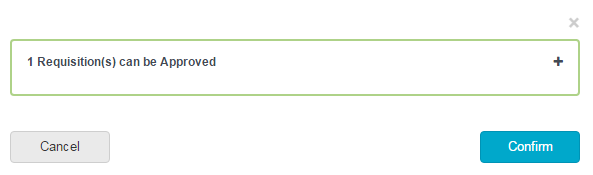 ×
1 Requisition(s) can be Approved +
Cancel
Confirm